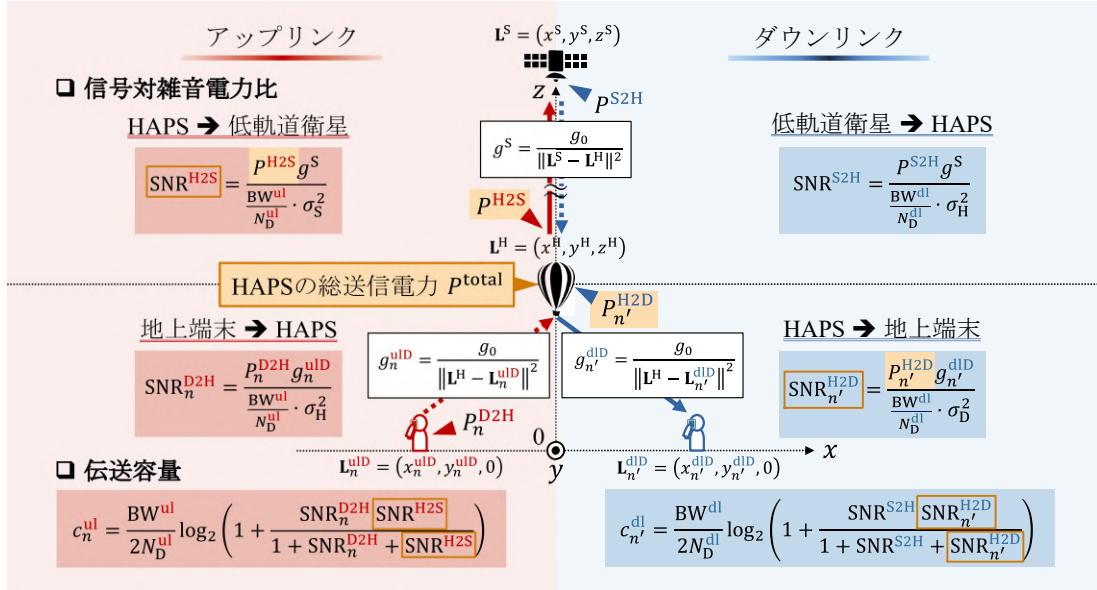 アップリンク
𝐋^S = (x^S, y^S, z^S)
ダウンリンク
❑ 信号対雑音電力比
z
P^S2H
HAPS ➔ 低軌道衛星
g^S = g_0 / ‖𝐋^S − 𝐋^H‖^2
低軌道衛星 ➔ HAPS
SNR^H2S = P^H2S g^S / (BW^ul / N_D^ul · σ_S^2)
P^H2S
SNR^S2H = P^S2H g^S / (BW^dl / N_D^dl · σ_H^2)
𝐋^H = (x^H, y^H, z^H)
HAPSの総送信電力 P^total
P_n′^H2D
地上端末 ➔ HAPS
HAPS ➔ 地上端末
SNR_n^D2H = P_n^D2H g_n^ulD / (BW^ul / N_D^ul · σ_H^2)
g_n^ulD = g_0 / ‖𝐋^H − 𝐋_n^ulD‖^2
g_n′^dlD = g_0 / ‖𝐋^H − 𝐋_n′^dlD‖^2
SNR_n′^H2D = P_n′^H2D g_n′^dlD / (BW^dl / N_D^dl · σ_D^2)
P_n^D2H
0
x
y
𝐋_n^ulD = (x_n^ulD, y_n^ulD, 0)
𝐋_n′^dlD = (x_n′^dlD, y_n′^dlD, 0)
❑ 伝送容量
c_n^ul = BW^ul / 2N_D^ul log_2 (1 + SNR_n^D2H SNR^H2S / (1 + SNR_n^D2H + SNR^H2S))
c_n′^dl = BW^dl / 2N_D^dl log_2 (1 + SNR^S2H SNR_n′^H2D / (1 + SNR^S2H + SNR_n′^H2D))